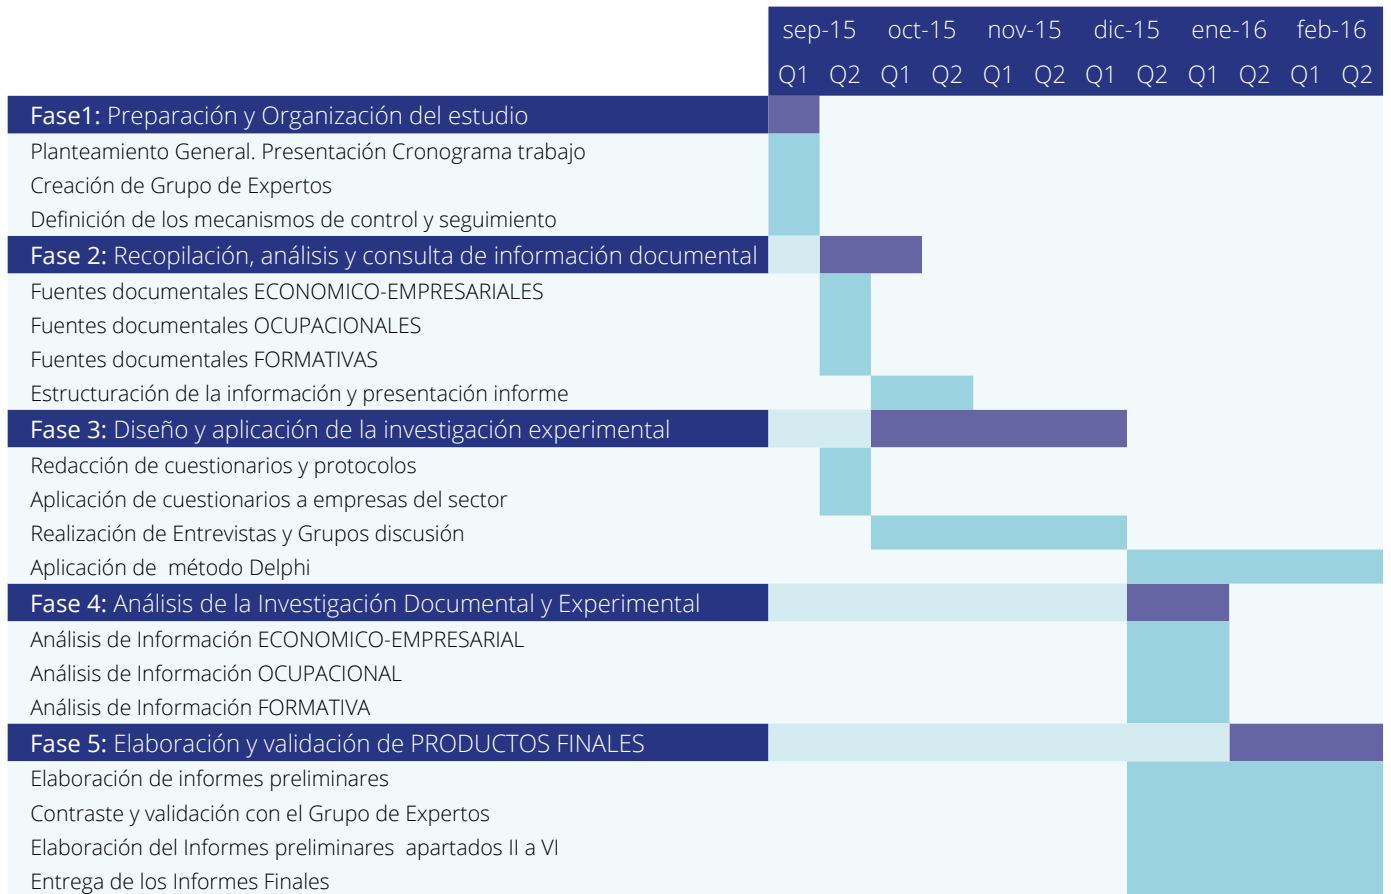 sep-15 oct-15 nov-15 dic-15 ene-16 feb-16
Q1 Q2 Q1 Q2 Q1 Q2 Q1 Q2 Q1 Q2 Q1 Q2
Fase1: Preparación y Organización del estudio
Planteamiento General. Presentación Cronograma trabajo
Creación de Grupo de Expertos
Definición de los mecanismos de control y seguimiento
Fase 2: Recopilación, análisis y consulta de información documental
Fuentes documentales ECONOMICO-EMPRESARIALES
Fuentes documentales OCUPACIONALES
Fuentes documentales FORMATIVAS
Estructuración de la información y presentación informe
Fase 3: Diseño y aplicación de la investigación experimental
Redacción de cuestionarios y protocolos
Aplicación de cuestionarios a empresas del sector
Realización de Entrevistas y Grupos discusión
Aplicación de  método Delphi
Fase 4: Análisis de la Investigación Documental y Experimental
Análisis de Información ECONOMICO-EMPRESARIAL
Análisis de Información OCUPACIONAL
Análisis de Información FORMATIVA
Fase 5: Elaboración y validación de PRODUCTOS FINALES
Elaboración de informes preliminares
Contraste y validación con el Grupo de Expertos
Elaboración del Informes preliminares  apartados II a VI
Entrega de los Informes Finales